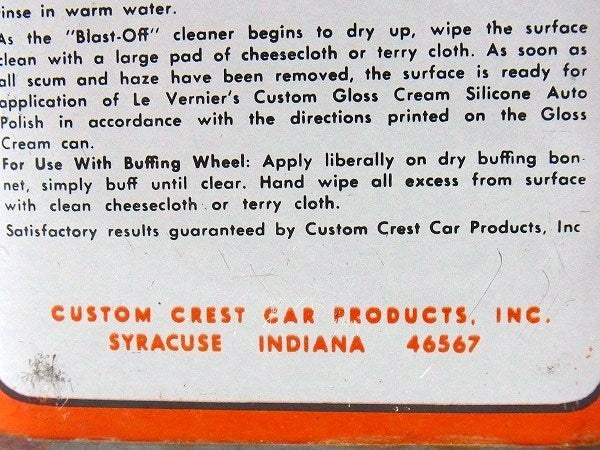 rinse in warm water.
As the "Blast-Off" cleaner begins to dry up, wipe the surface
clean with a large pad of cheesecloth or terry cloth. As soon as
all scum and haze have been removed, the surface is ready for
application of Le Vernier's Custom Gloss Cream Silicone Auto
Polish in accordance with the directions printed on the Gloss
Cream can.
For Use With Buffing Wheel: Apply liberally on dry buffing bon-
net, simply buff until clear. Hand wipe all excess from surface
with clean cheesecloth or terry cloth.
Satisfactory results guaranteed by Custom Crest Car Products, Inc
CUSTOM CREST CAR PRODUCTS, INC.
SYRACUSE INDIANA 46567